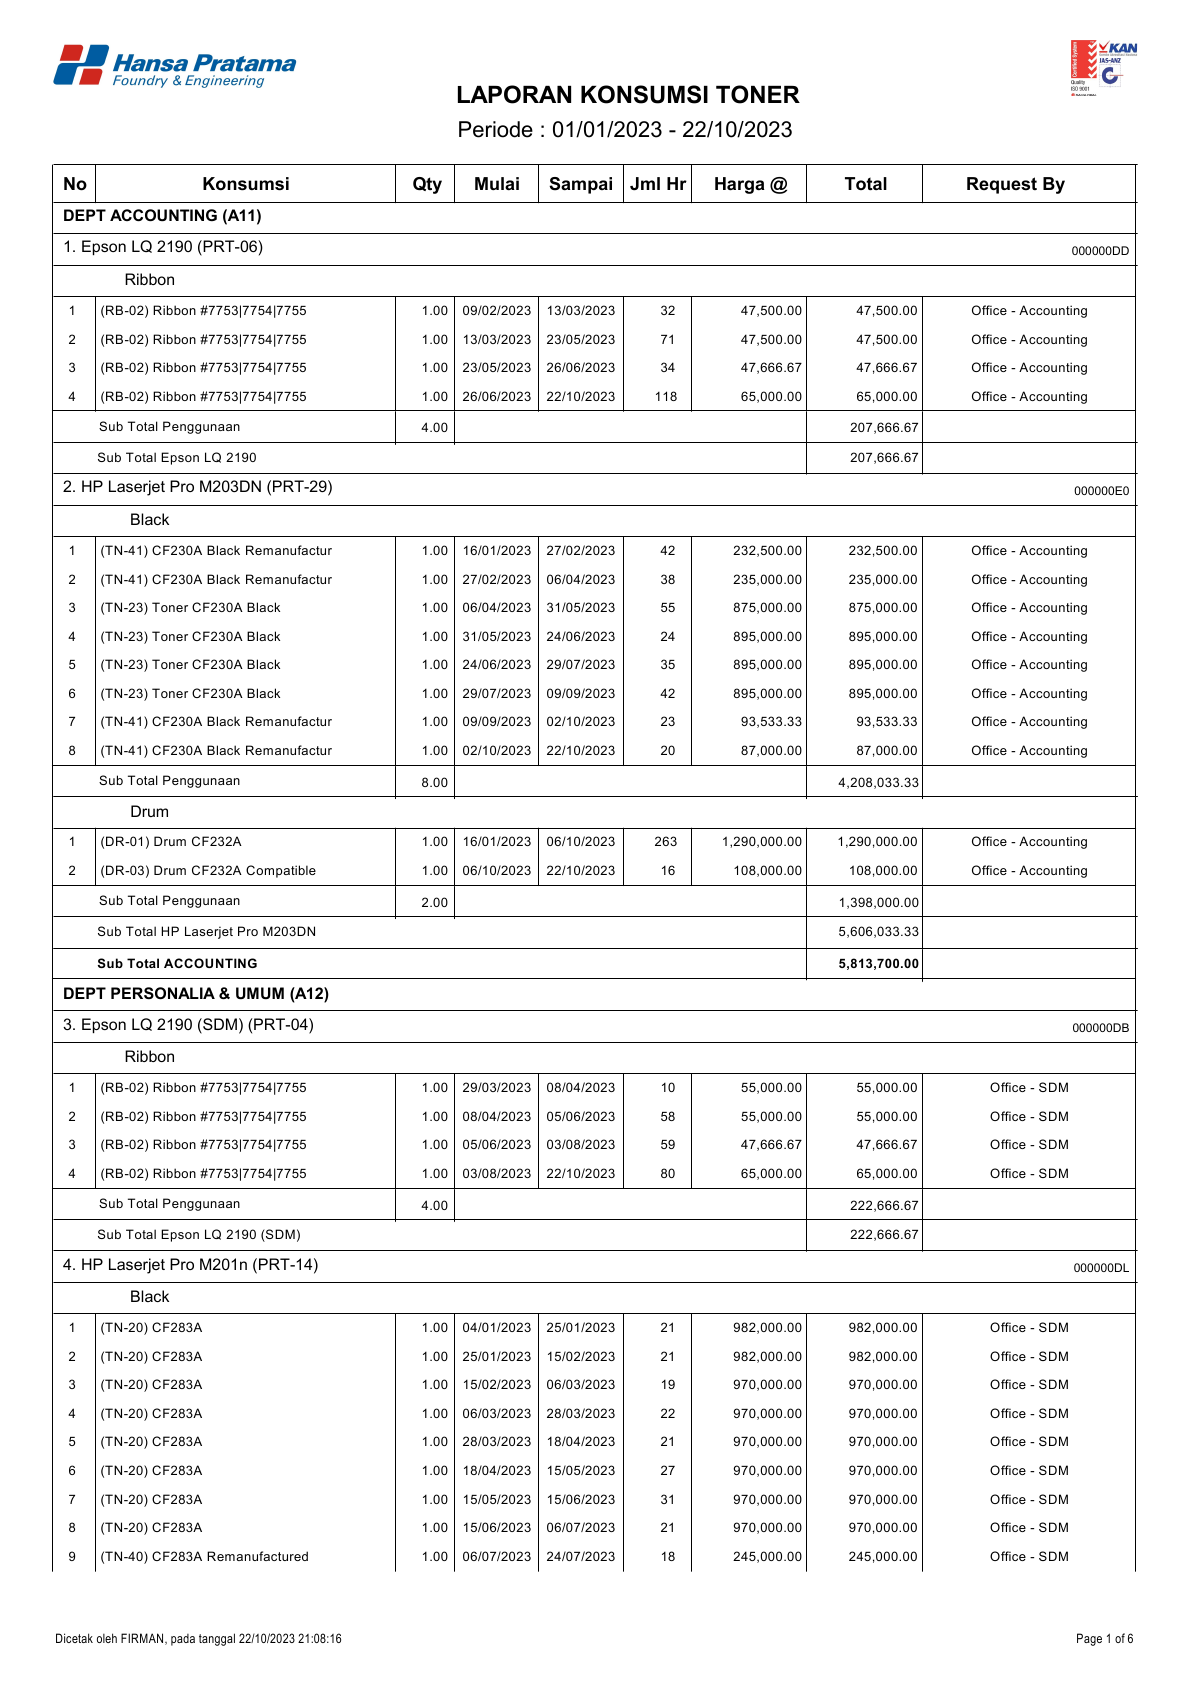 Hansa Pratama
Foundry & Engineering
Certified System
Quality
ISO 9001
KAN
JAS-ANZ
LAPORAN KONSUMSI TONER
Periode : 01/01/2023 - 22/10/2023
No Konsumsi Qty Mulai Sampai Jml Hr Harga @ Total Request By
DEPT ACCOUNTING (A11)
1. Epson LQ 2190 (PRT-06) 000000DD
Ribbon
1 (RB-02) Ribbon #7753|7754|7755 1.00 09/02/2023 13/03/2023 32 47,500.00 47,500.00 Office - Accounting
2 (RB-02) Ribbon #7753|7754|7755 1.00 13/03/2023 23/05/2023 71 47,500.00 47,500.00 Office - Accounting
3 (RB-02) Ribbon #7753|7754|7755 1.00 23/05/2023 26/06/2023 34 47,666.67 47,666.67 Office - Accounting
4 (RB-02) Ribbon #7753|7754|7755 1.00 26/06/2023 22/10/2023 118 65,000.00 65,000.00 Office - Accounting
Sub Total Penggunaan 4.00 207,666.67
Sub Total Epson LQ 2190 207,666.67
2. HP Laserjet Pro M203DN (PRT-29) 000000E0
Black
1 (TN-41) CF230A Black Remanufactur 1.00 16/01/2023 27/02/2023 42 232,500.00 232,500.00 Office - Accounting
2 (TN-41) CF230A Black Remanufactur 1.00 27/02/2023 06/04/2023 38 235,000.00 235,000.00 Office - Accounting
3 (TN-23) Toner CF230A Black 1.00 06/04/2023 31/05/2023 55 875,000.00 875,000.00 Office - Accounting
4 (TN-23) Toner CF230A Black 1.00 31/05/2023 24/06/2023 24 895,000.00 895,000.00 Office - Accounting
5 (TN-23) Toner CF230A Black 1.00 24/06/2023 29/07/2023 35 895,000.00 895,000.00 Office - Accounting
6 (TN-23) Toner CF230A Black 1.00 29/07/2023 09/09/2023 42 895,000.00 895,000.00 Office - Accounting
7 (TN-41) CF230A Black Remanufactur 1.00 09/09/2023 02/10/2023 23 93,533.33 93,533.33 Office - Accounting
8 (TN-41) CF230A Black Remanufactur 1.00 02/10/2023 22/10/2023 20 87,000.00 87,000.00 Office - Accounting
Sub Total Penggunaan 8.00 4,208,033.33
Drum
1 (DR-01) Drum CF232A 1.00 16/01/2023 06/10/2023 263 1,290,000.00 1,290,000.00 Office - Accounting
2 (DR-03) Drum CF232A Compatible 1.00 06/10/2023 22/10/2023 16 108,000.00 108,000.00 Office - Accounting
Sub Total Penggunaan 2.00 1,398,000.00
Sub Total HP Laserjet Pro M203DN 5,606,033.33
Sub Total ACCOUNTING 5,813,700.00
DEPT PERSONALIA & UMUM (A12)
3. Epson LQ 2190 (SDM) (PRT-04) 000000DB
Ribbon
1 (RB-02) Ribbon #7753|7754|7755 1.00 29/03/2023 08/04/2023 10 55,000.00 55,000.00 Office - SDM
2 (RB-02) Ribbon #7753|7754|7755 1.00 08/04/2023 05/06/2023 58 55,000.00 55,000.00 Office - SDM
3 (RB-02) Ribbon #7753|7754|7755 1.00 05/06/2023 03/08/2023 59 47,666.67 47,666.67 Office - SDM
4 (RB-02) Ribbon #7753|7754|7755 1.00 03/08/2023 22/10/2023 80 65,000.00 65,000.00 Office - SDM
Sub Total Penggunaan 4.00 222,666.67
Sub Total Epson LQ 2190 (SDM) 222,666.67
4. HP Laserjet Pro M201n (PRT-14) 000000DL
Black
1 (TN-20) CF283A 1.00 04/01/2023 25/01/2023 21 982,000.00 982,000.00 Office - SDM
2 (TN-20) CF283A 1.00 25/01/2023 15/02/2023 21 982,000.00 982,000.00 Office - SDM
3 (TN-20) CF283A 1.00 15/02/2023 06/03/2023 19 970,000.00 970,000.00 Office - SDM
4 (TN-20) CF283A 1.00 06/03/2023 28/03/2023 22 970,000.00 970,000.00 Office - SDM
5 (TN-20) CF283A 1.00 28/03/2023 18/04/2023 21 970,000.00 970,000.00 Office - SDM
6 (TN-20) CF283A 1.00 18/04/2023 15/05/2023 27 970,000.00 970,000.00 Office - SDM
7 (TN-20) CF283A 1.00 15/05/2023 15/06/2023 31 970,000.00 970,000.00 Office - SDM
8 (TN-20) CF283A 1.00 15/06/2023 06/07/2023 21 970,000.00 970,000.00 Office - SDM
9 (TN-40) CF283A Remanufactured 1.00 06/07/2023 24/07/2023 18 245,000.00 245,000.00 Office - SDM
Dicetak oleh FIRMAN, pada tanggal 22/10/2023 21:08:16 Page 1 of 6